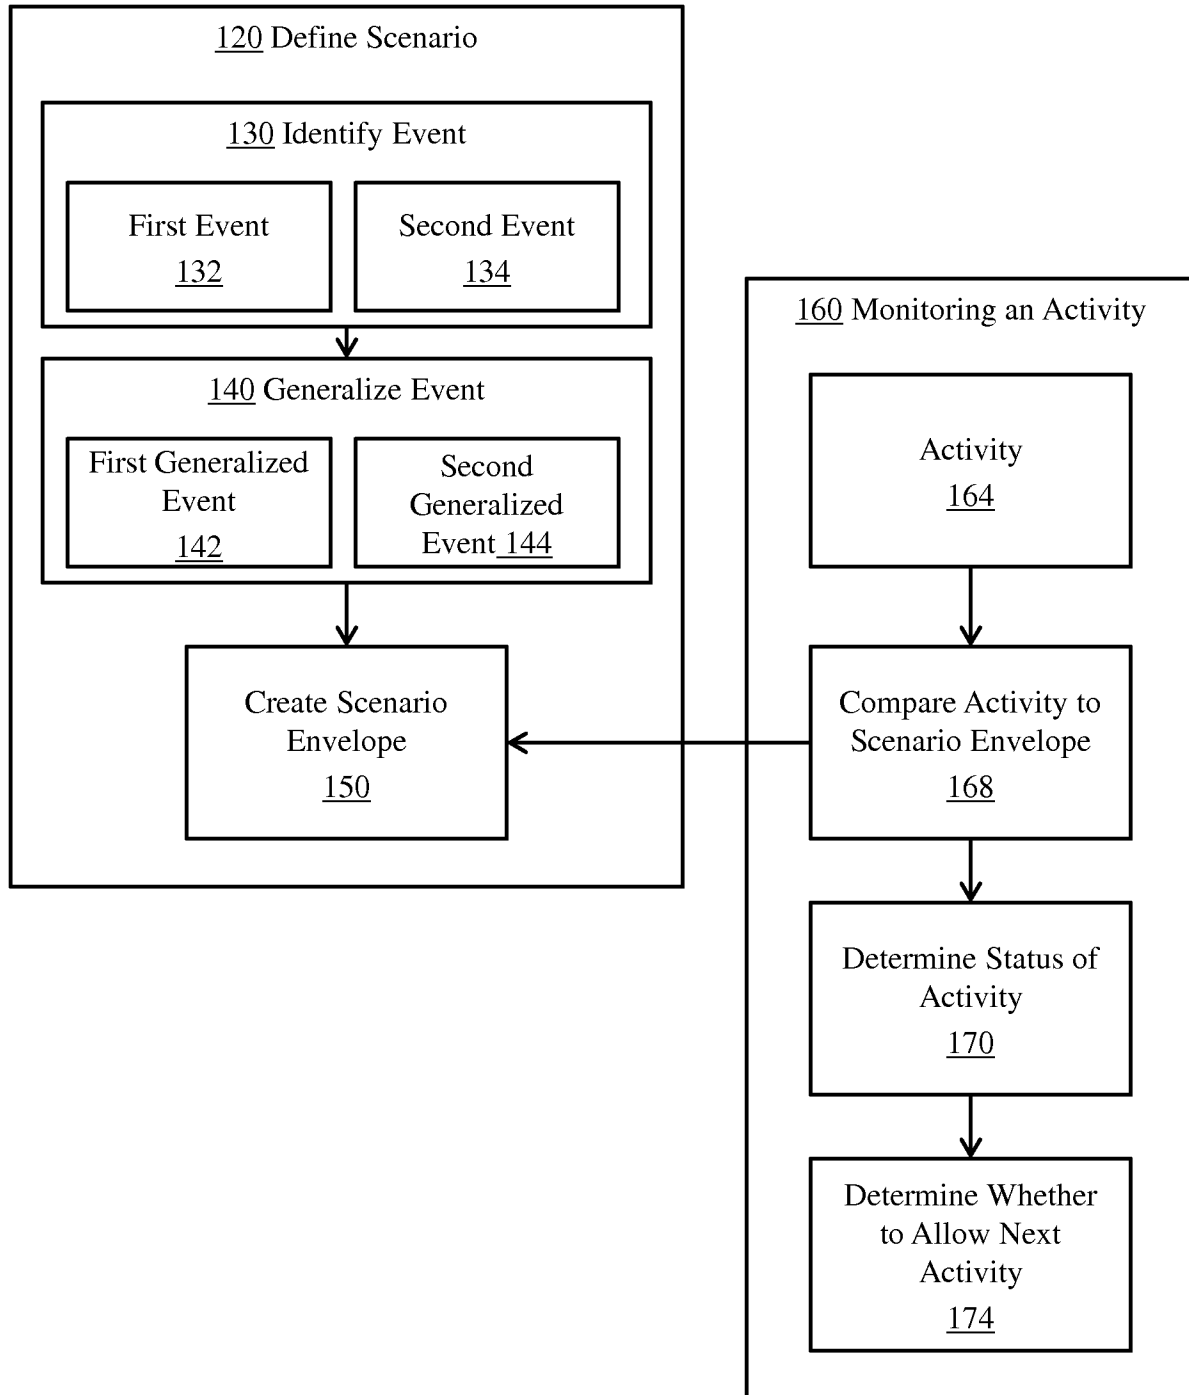 120 Define Scenario
130 Identify Event
First Event
132
Second Event
134
140 Generalize Event
First Generalized
Event
142
Second
Generalized
Event 144
Create Scenario
Envelope
150
160 Monitoring an Activity
Activity
164
Compare Activity to
Scenario Envelope
168
Determine Status of
Activity
170
Determine Whether
to Allow Next
Activity
174